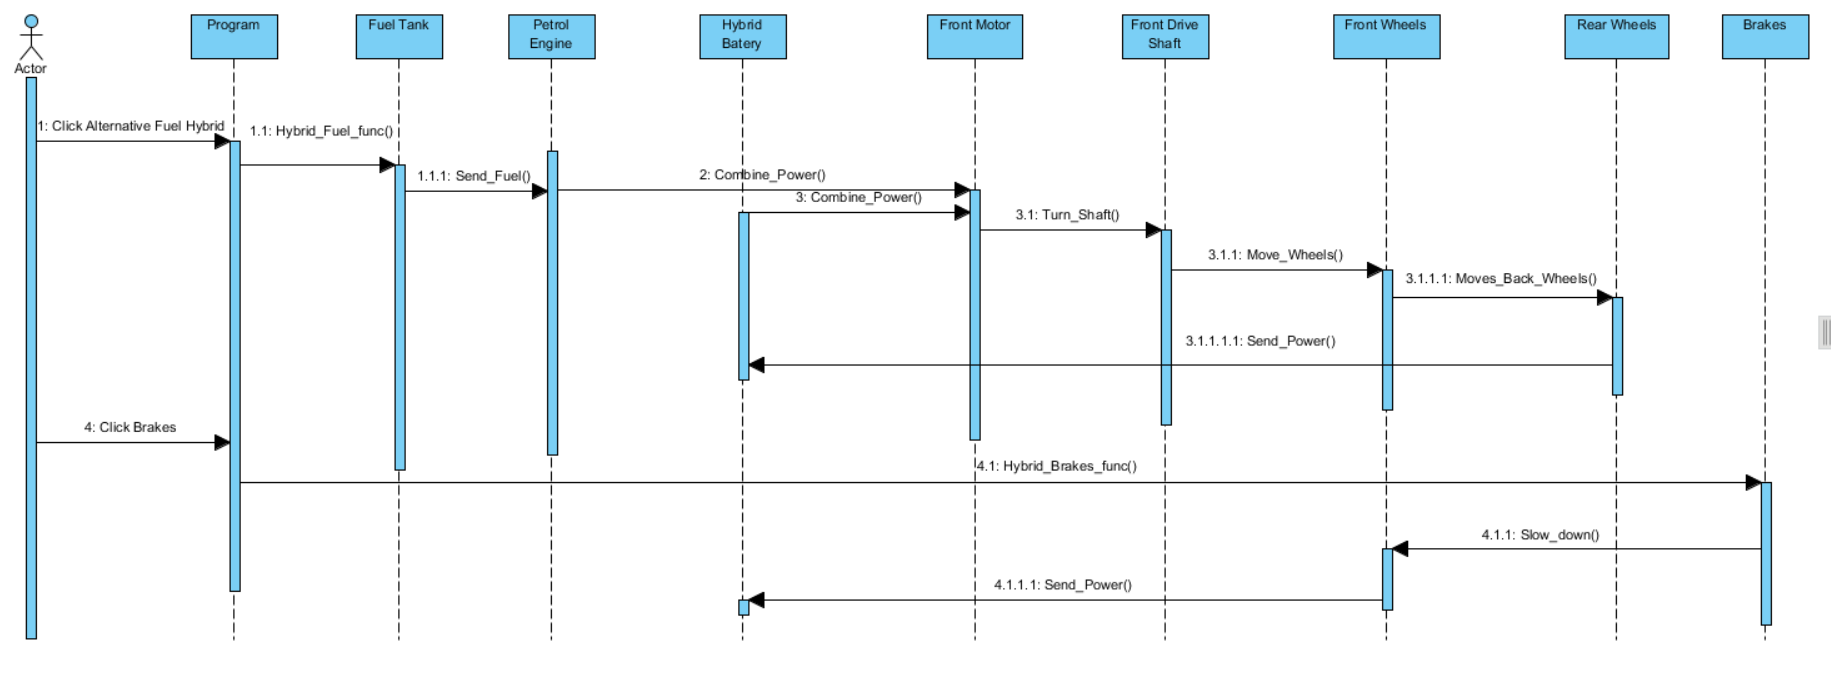 Program
Fuel Tank
Petrol
Engine
Hybrid
Batery
Front Motor
Front Drive
Shaft
Front Wheels
Rear Wheels
Brakes
Actor
1: Click Alternative Fuel Hybrid
1.1: Hybrid_Fuel_func()
1.1.1: Send_Fuel()
2: Combine_Power()
3: Combine_Power()
3.1: Turn_Shaft()
3.1.1: Move_Wheels()
3.1.1.1: Moves_Back_Wheels()
3.1.1.1.1: Send_Power()
4: Click Brakes
4.1: Hybrid_Brakes_func()
4.1.1: Slow_down()
4.1.1.1: Send_Power()